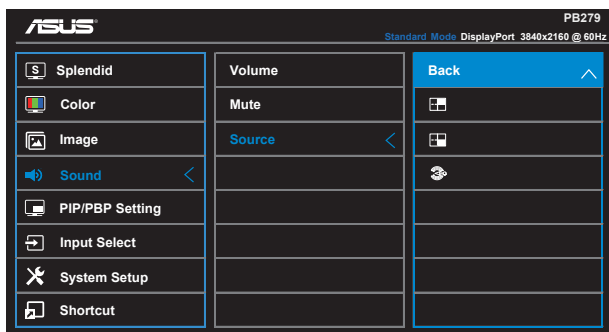 ASUS
PB279
Standard Mode DisplayPort 3840x2160 @ 60Hz
S Splendid
Color
Image
Sound
PIP/PBP Setting
Input Select
System Setup
Shortcut
Volume
Mute
Source
Back